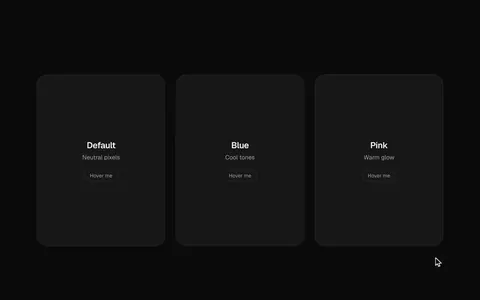 Default
Neutral pixels
Hover me
Blue
Cool tones
Hover me
Pink
Warm glow
Hover me